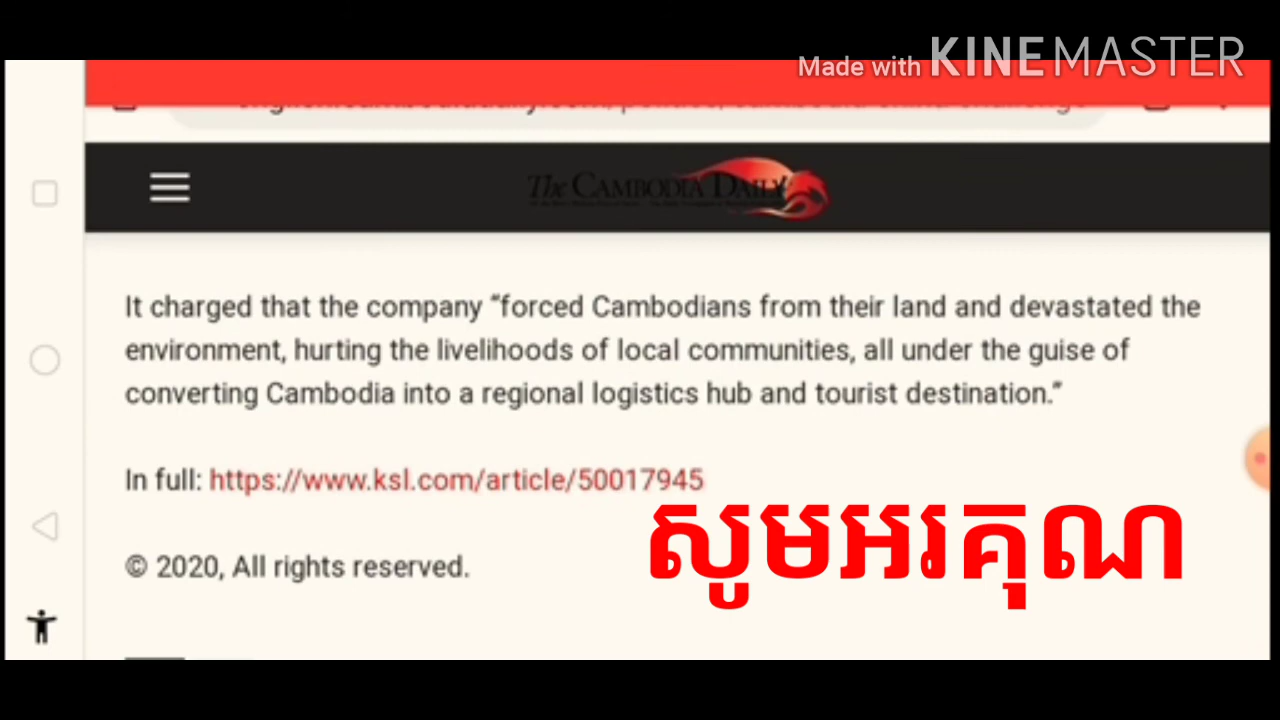 Made with KINEMASTER
The CAMBODIA DAILY
It charged that the company “forced Cambodians from their land and devastated the
environment, hurting the livelihoods of local communities, all under the guise of
converting Cambodia into a regional logistics hub and tourist destination.”
In full: https://www.ksl.com/article/50017945
សូមអរគុណ
© 2020, All rights reserved.